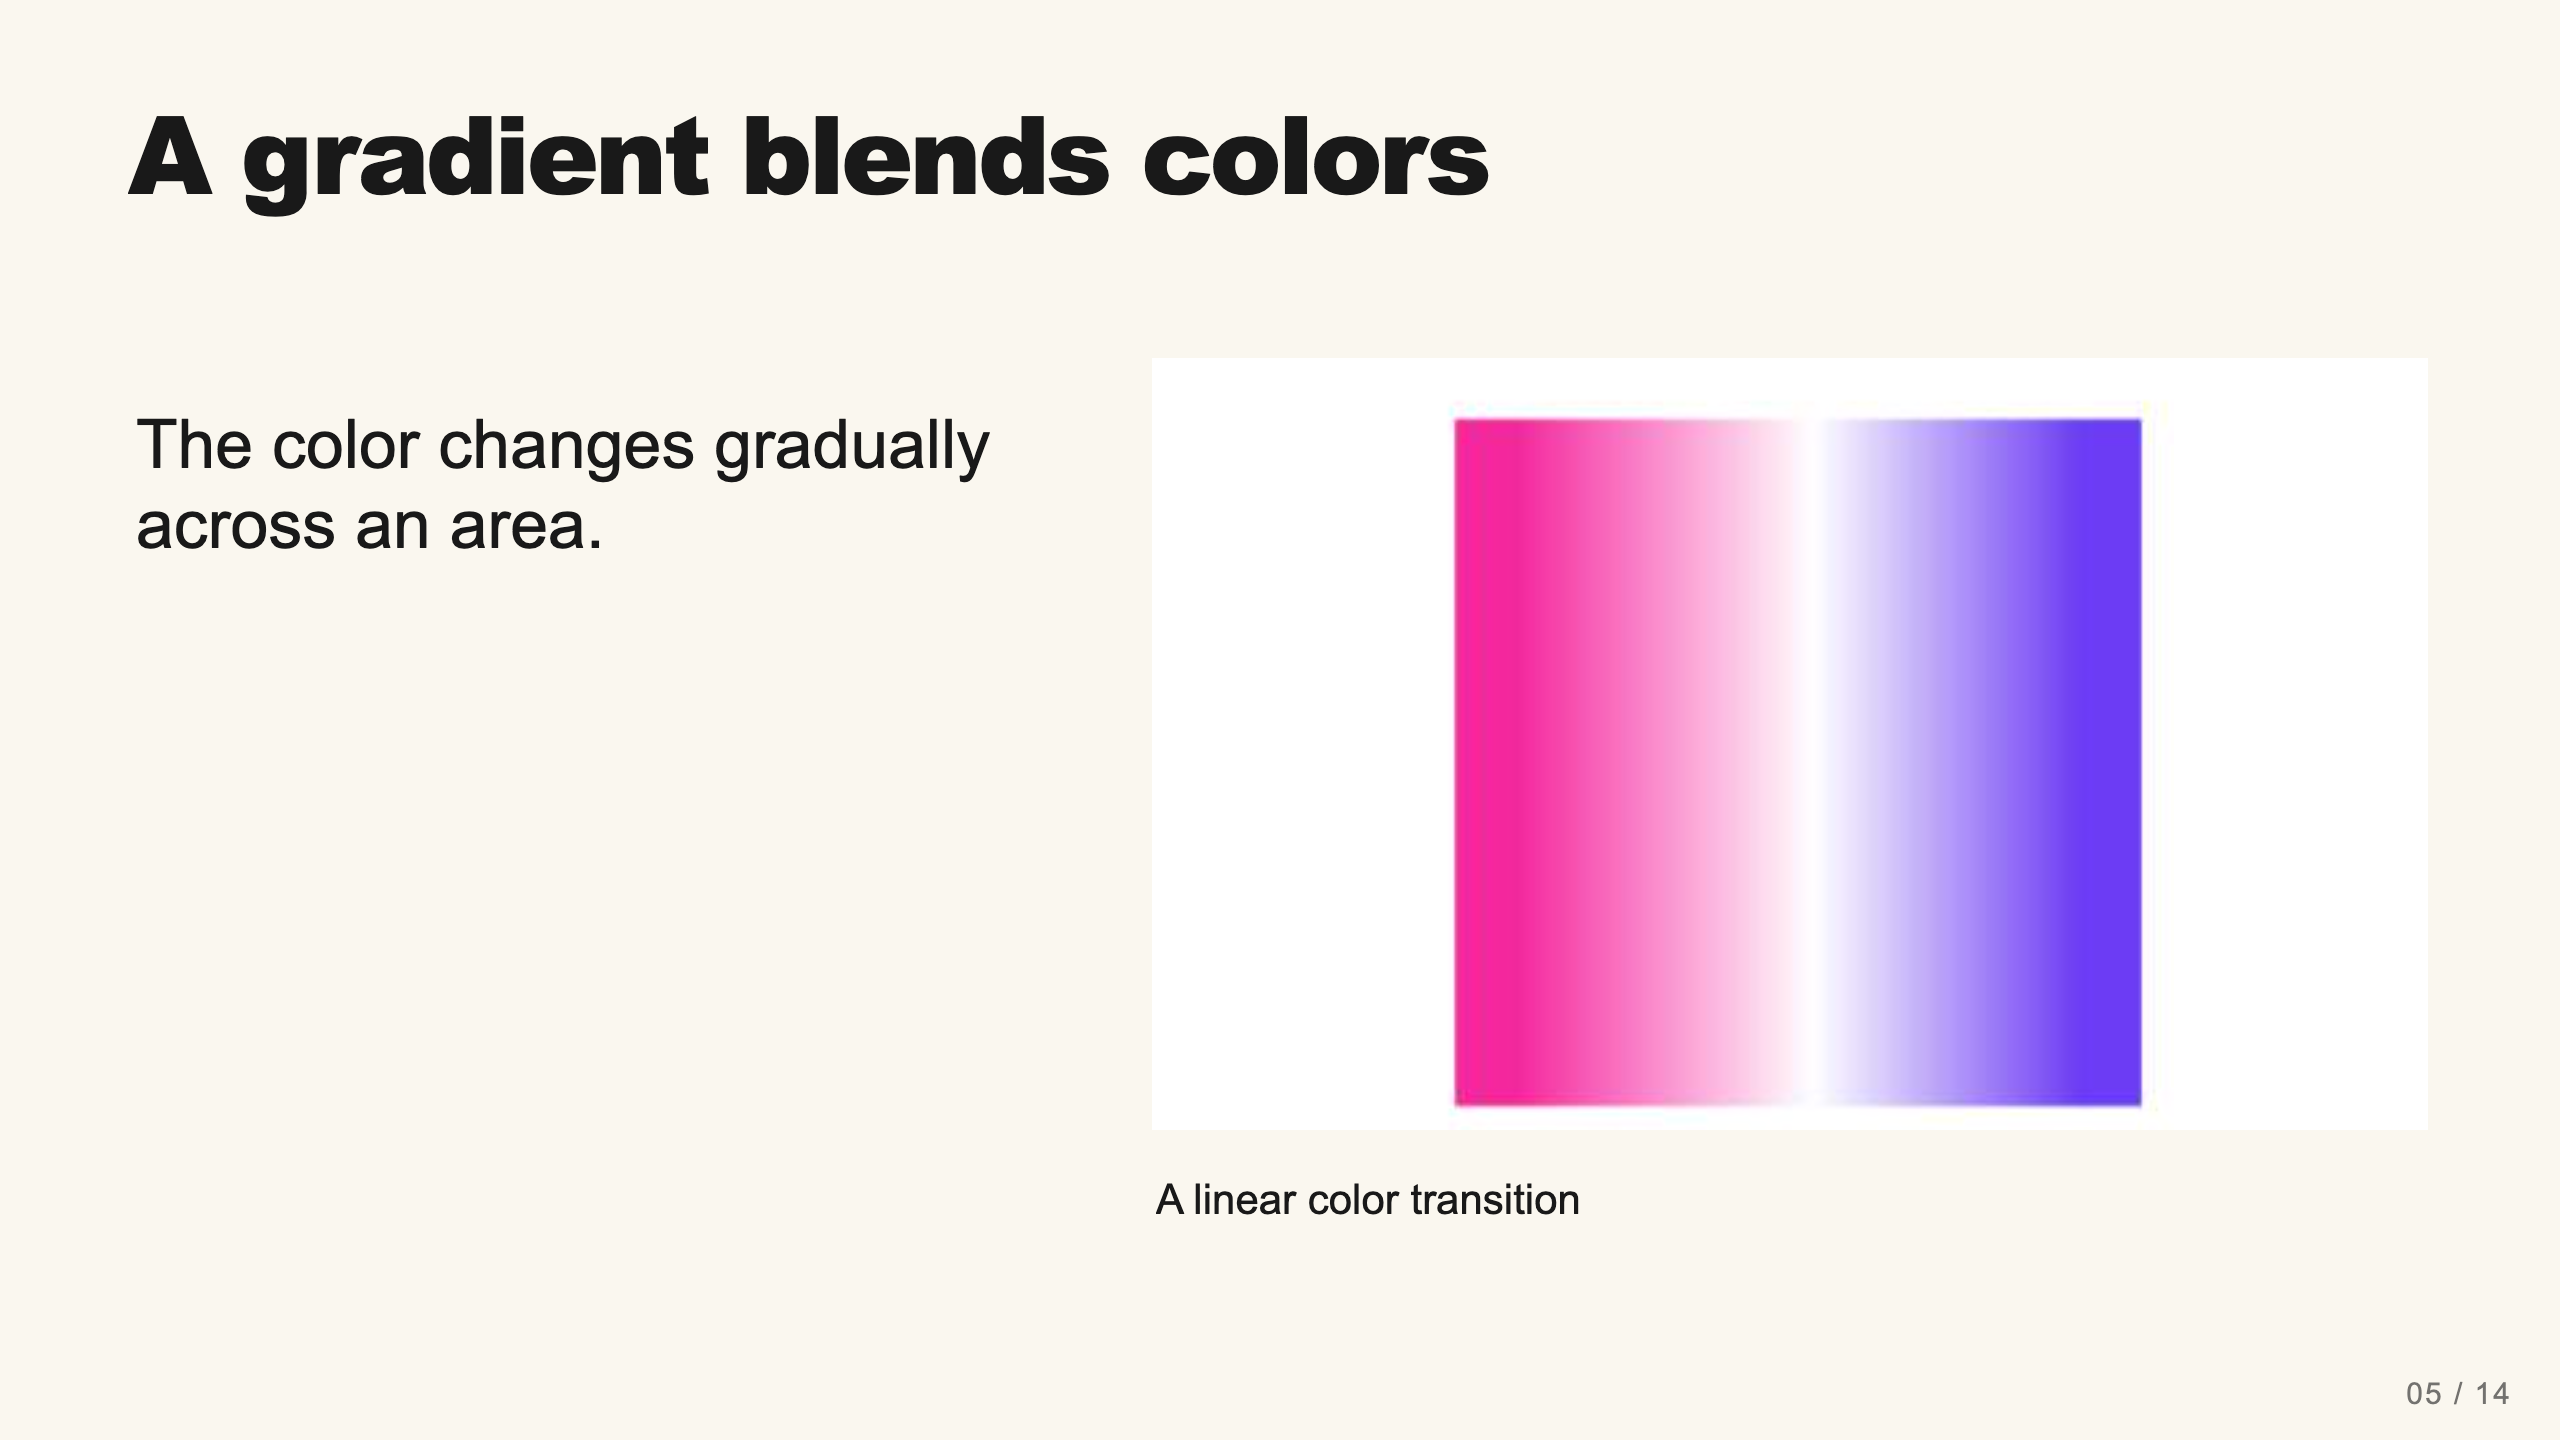 A gradient blends colors
The color changes gradually
across an area.
A linear color transition
05 / 14